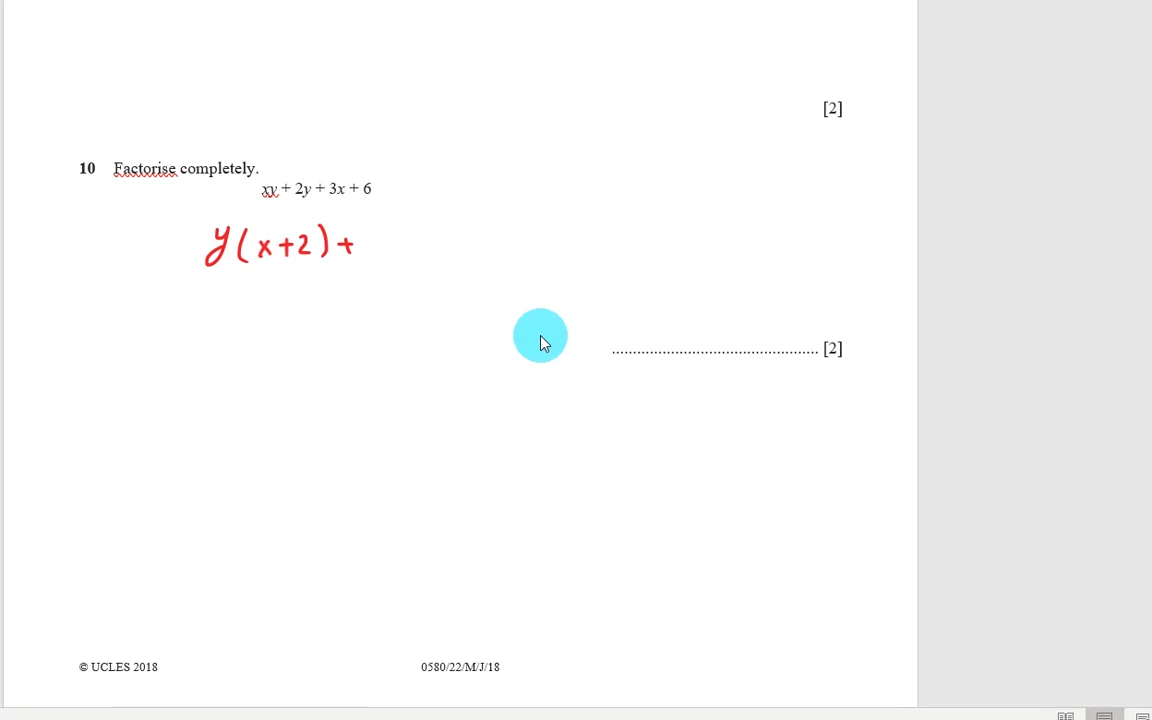 [2]
10 Factorise completely.
xy + 2y + 3x + 6
y(x+2)+
.................................................. [2]
© UCLES 2018 0580/22/M/J/18